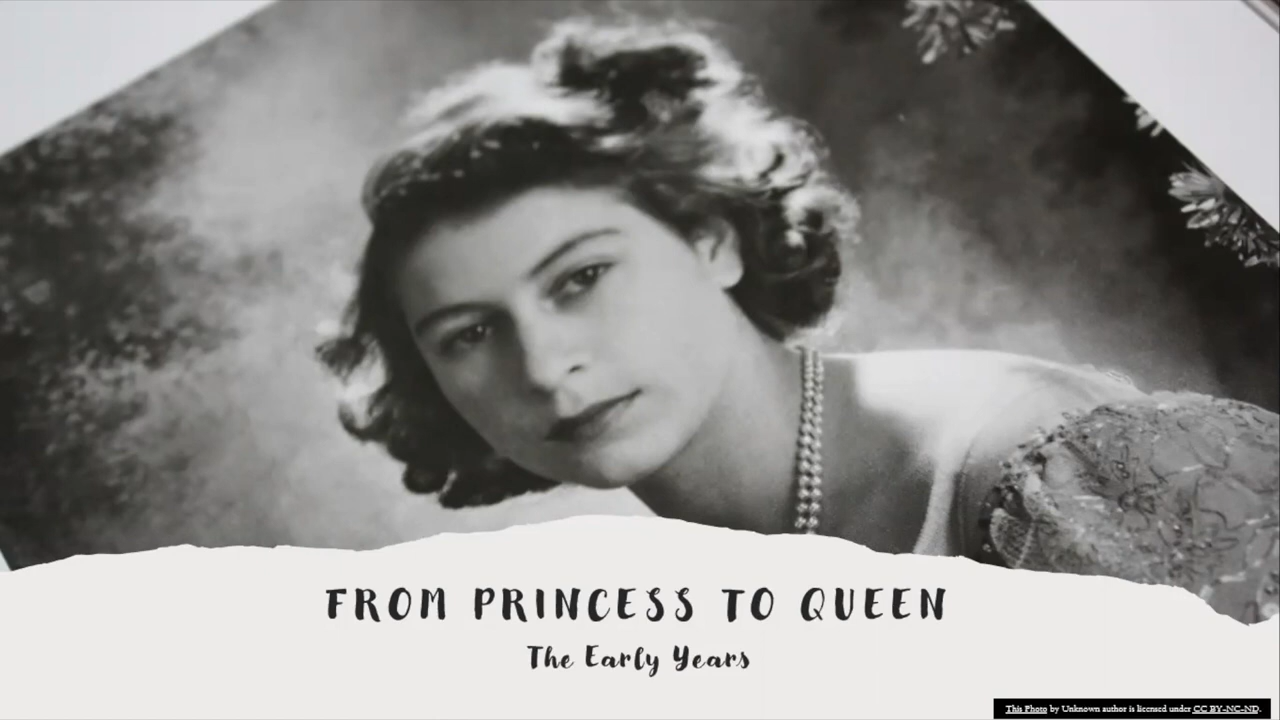 FROM PRINCESS TO QUEEN
The Early Years
This Photo by Unknown author is licensed under CC BY-NC-ND.